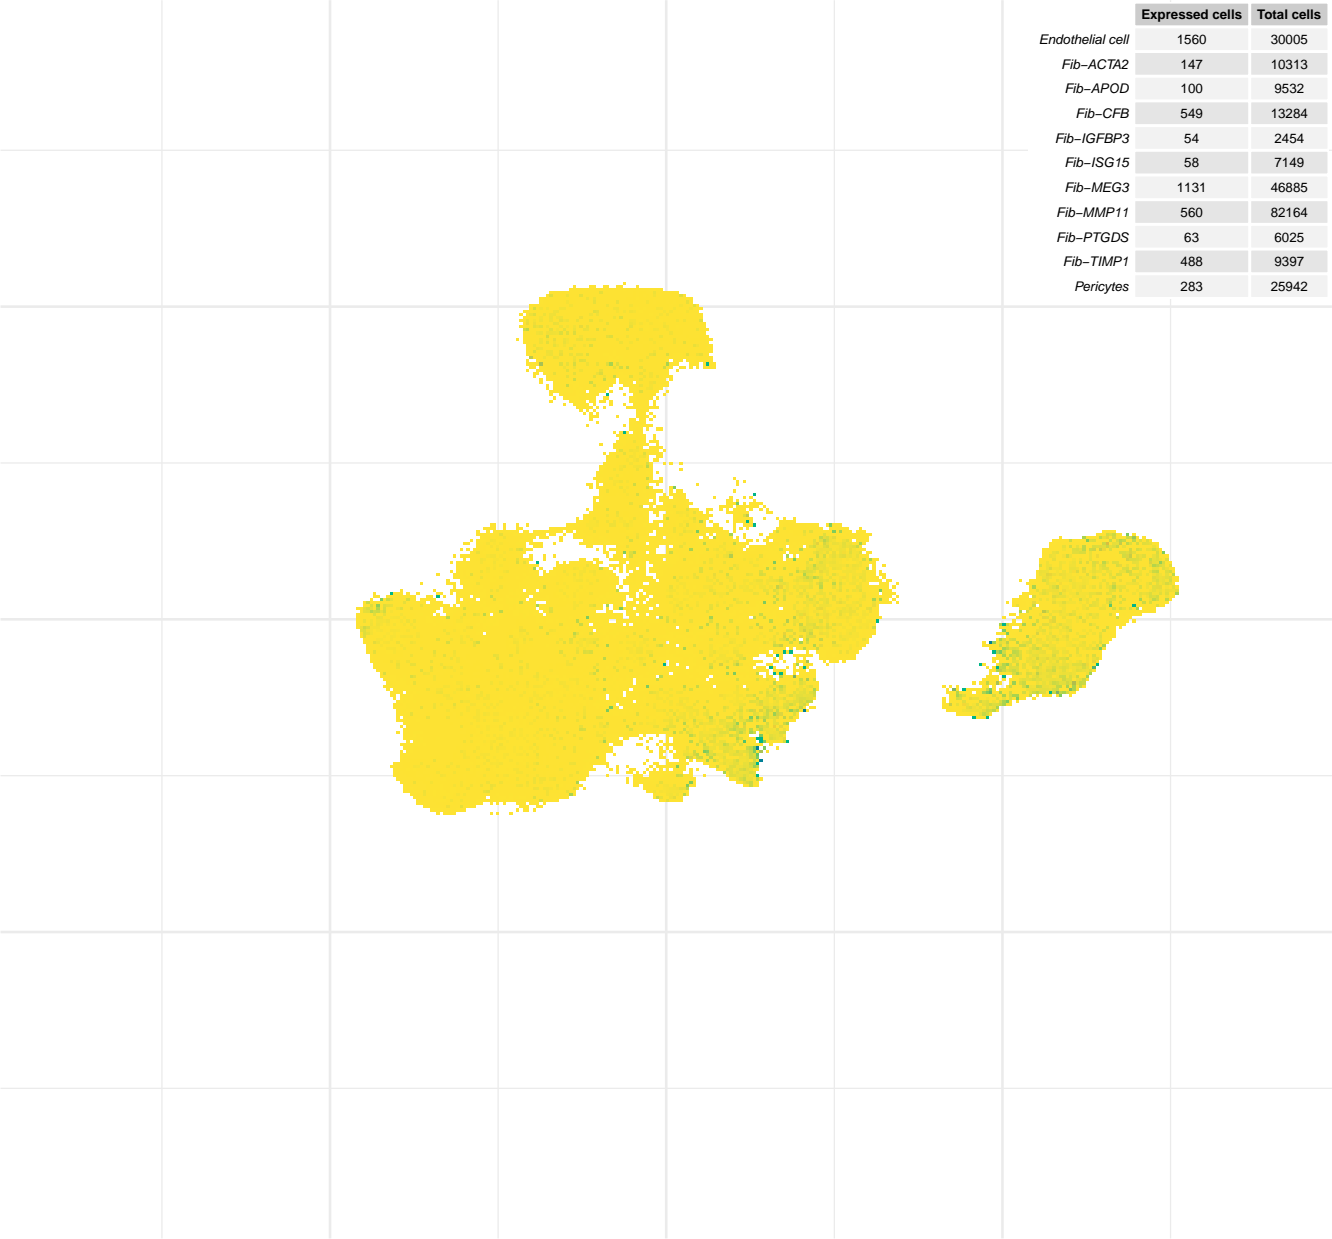 Expressed cells Total cells
Endothelial cell 1560 30005
Fib−ACTA2 147 10313
Fib−APOD 100 9532
Fib−CFB 549 13284
Fib−IGFBP3 54 2454
Fib−ISG15 58 7149
Fib−MEG3 1131 46885
Fib−MMP11 560 82164
Fib−PTGDS 63 6025
Fib−TIMP1 488 9397
Pericytes 283 25942